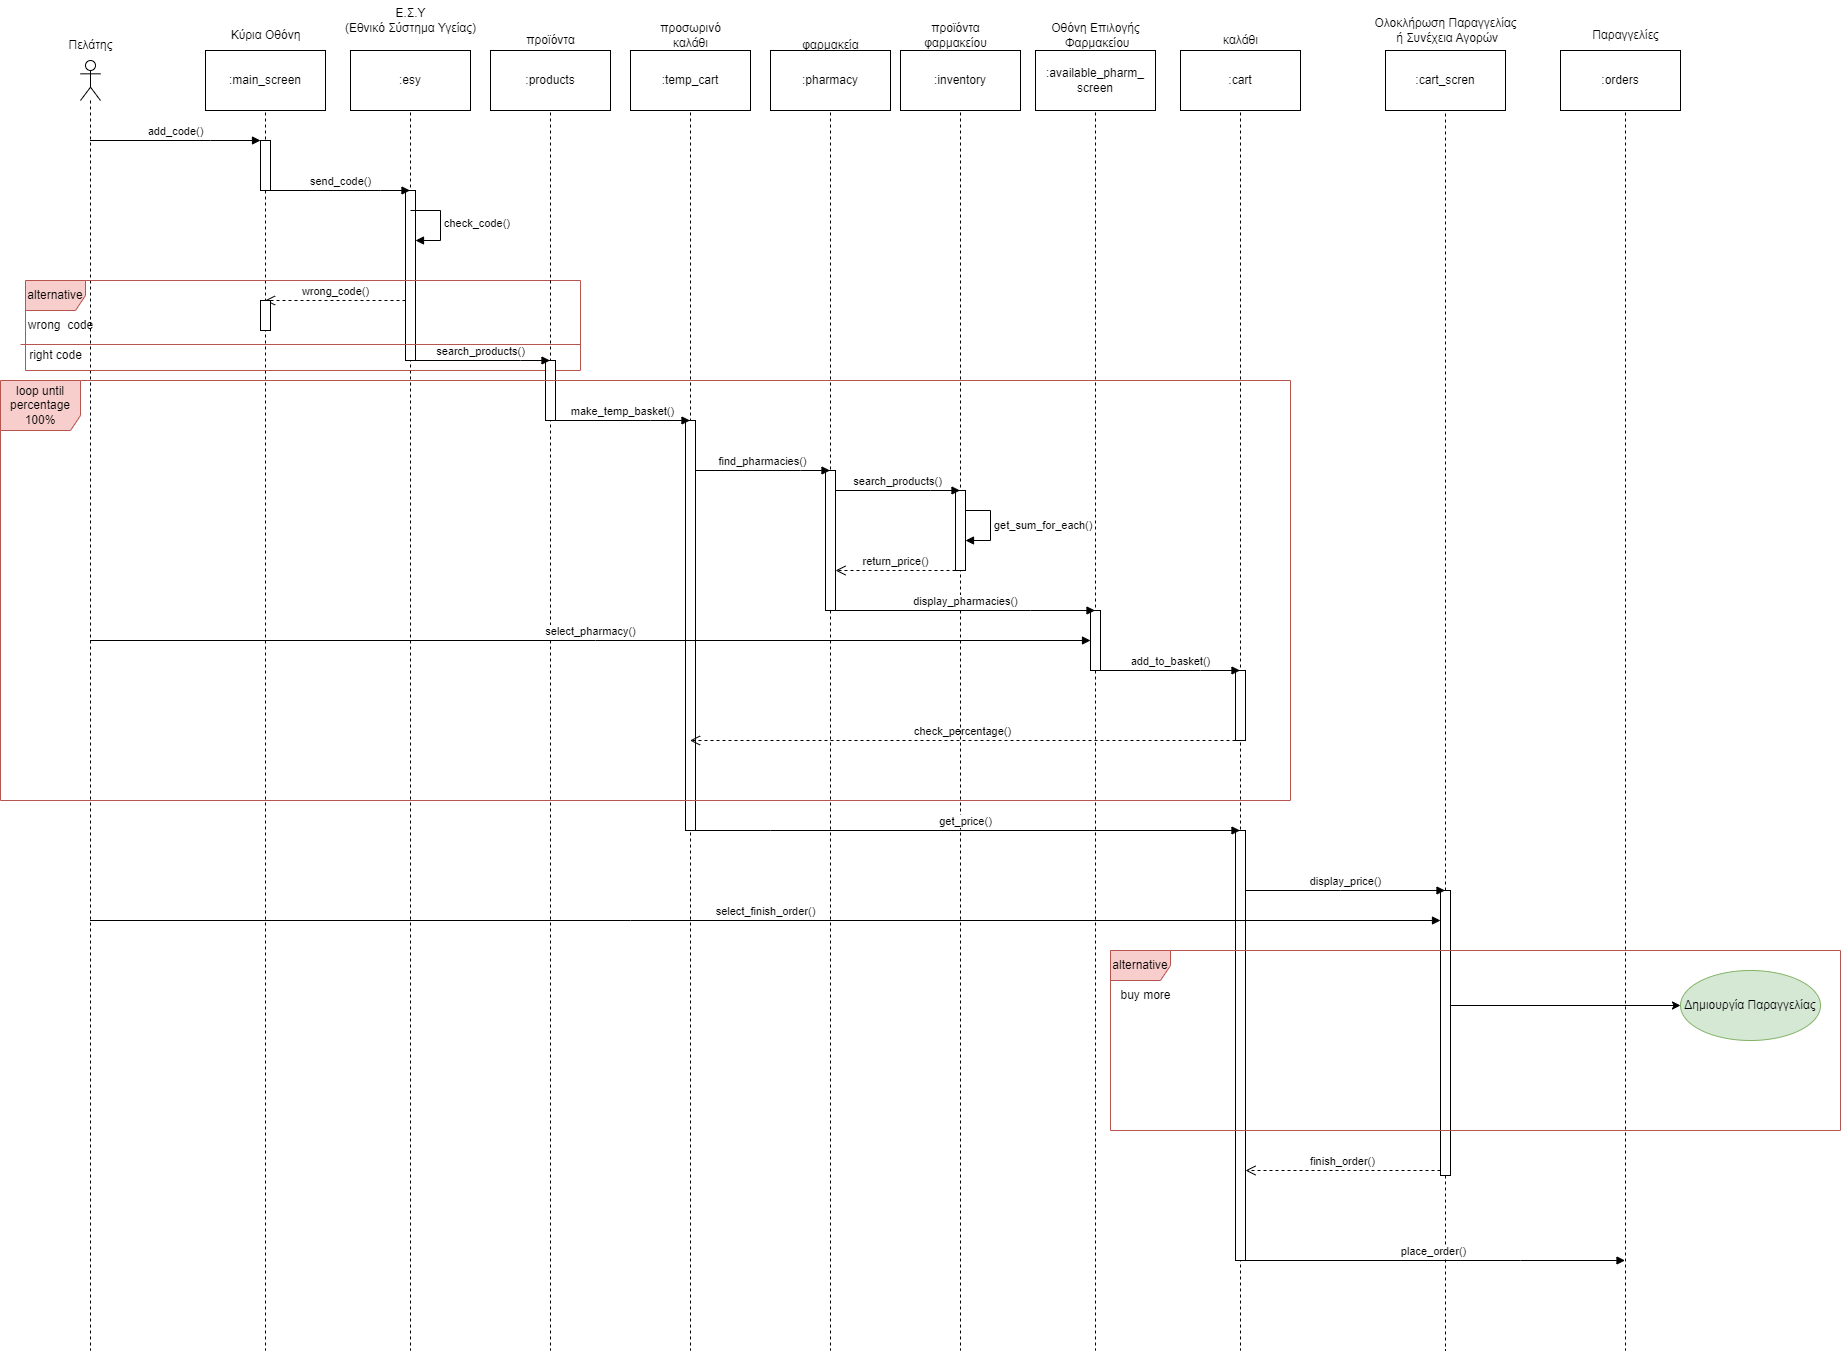 Πελάτης
Κύρια Οθόνη
Ε.Σ.Υ
(Εθνικό Σύστημα Υγείας)
προϊόντα
προσωρινό
καλάθι
φαρμακεία
προϊόντα
φαρμακείου
Οθόνη Επιλογής
Φαρμακείου
καλάθι
Ολοκλήρωση Παραγγελίας
ή Συνέχεια Αγορών
Παραγγελίες
:main_screen
:esy
:products
:temp_cart
:pharmacy
:inventory
:available_pharm_
screen
:cart
:cart_scren
:orders
add_code()
send_code()
check_code()
alternative
wrong_code()
wrong code
right code
search_products()
loop until
percentage
100%
make_temp_basket()
find_pharmacies()
search_products()
get_sum_for_each()
return_price()
display_pharmacies()
select_pharmacy()
add_to_basket()
check_percentage()
get_price()
display_price()
select_finish_order()
alternative
buy more
Δημιουργία Παραγγελίας
finish_order()
place_order()